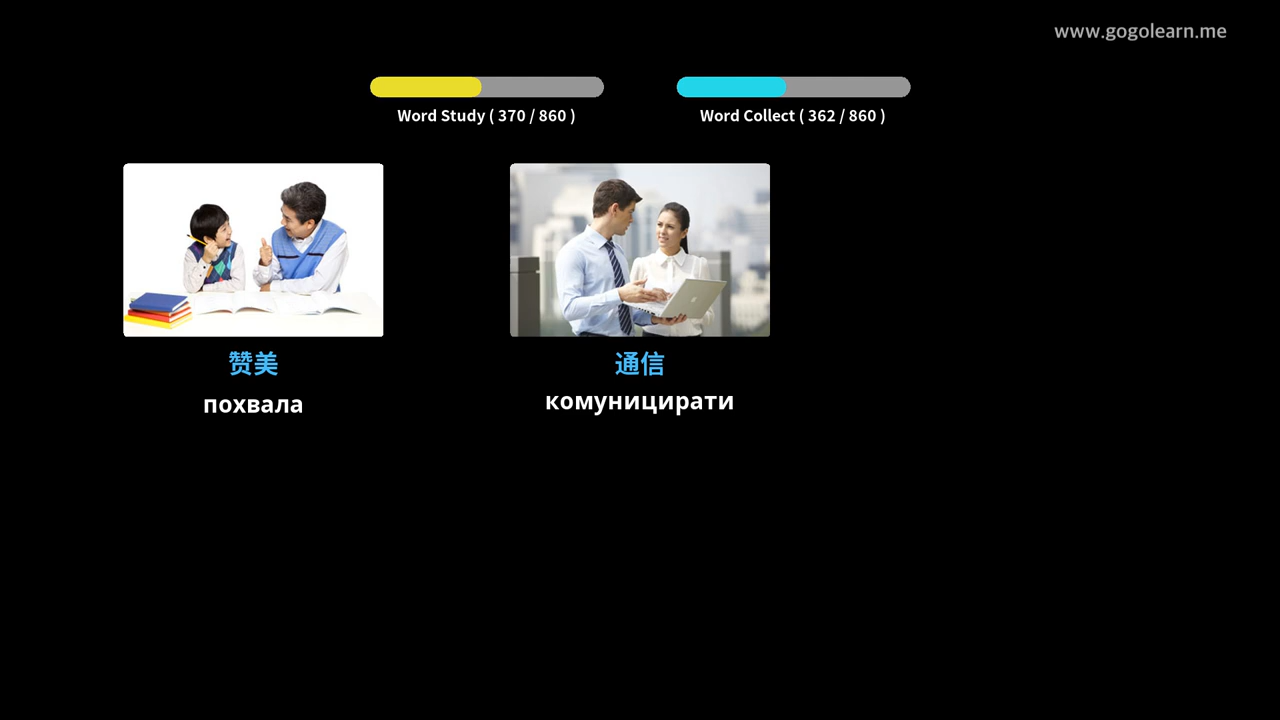 www.gogolearn.me
Word Study ( 370 / 860 )
Word Collect ( 362 / 860 )
赞美
похвала
通信
комуницирати